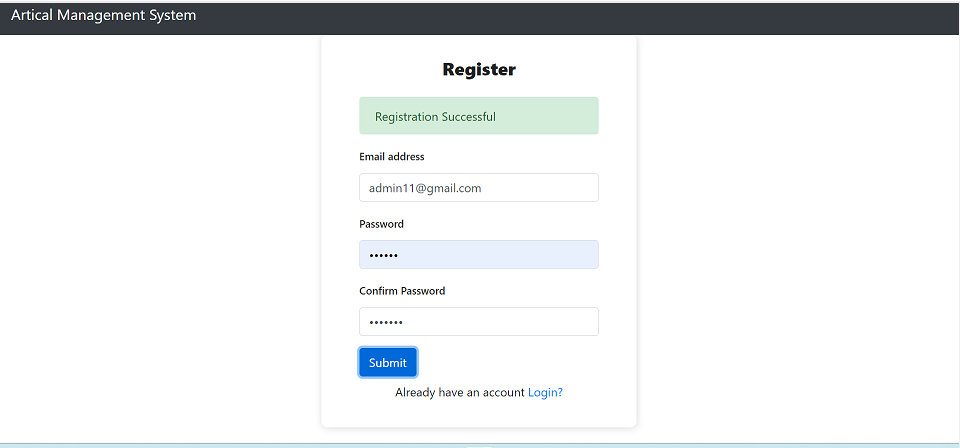 Artical Management System
Register
Registration Successful
Email address
admin11@gmail.com
Password
••••••
Confirm Password
•••••••
Submit
Already have an account Login?